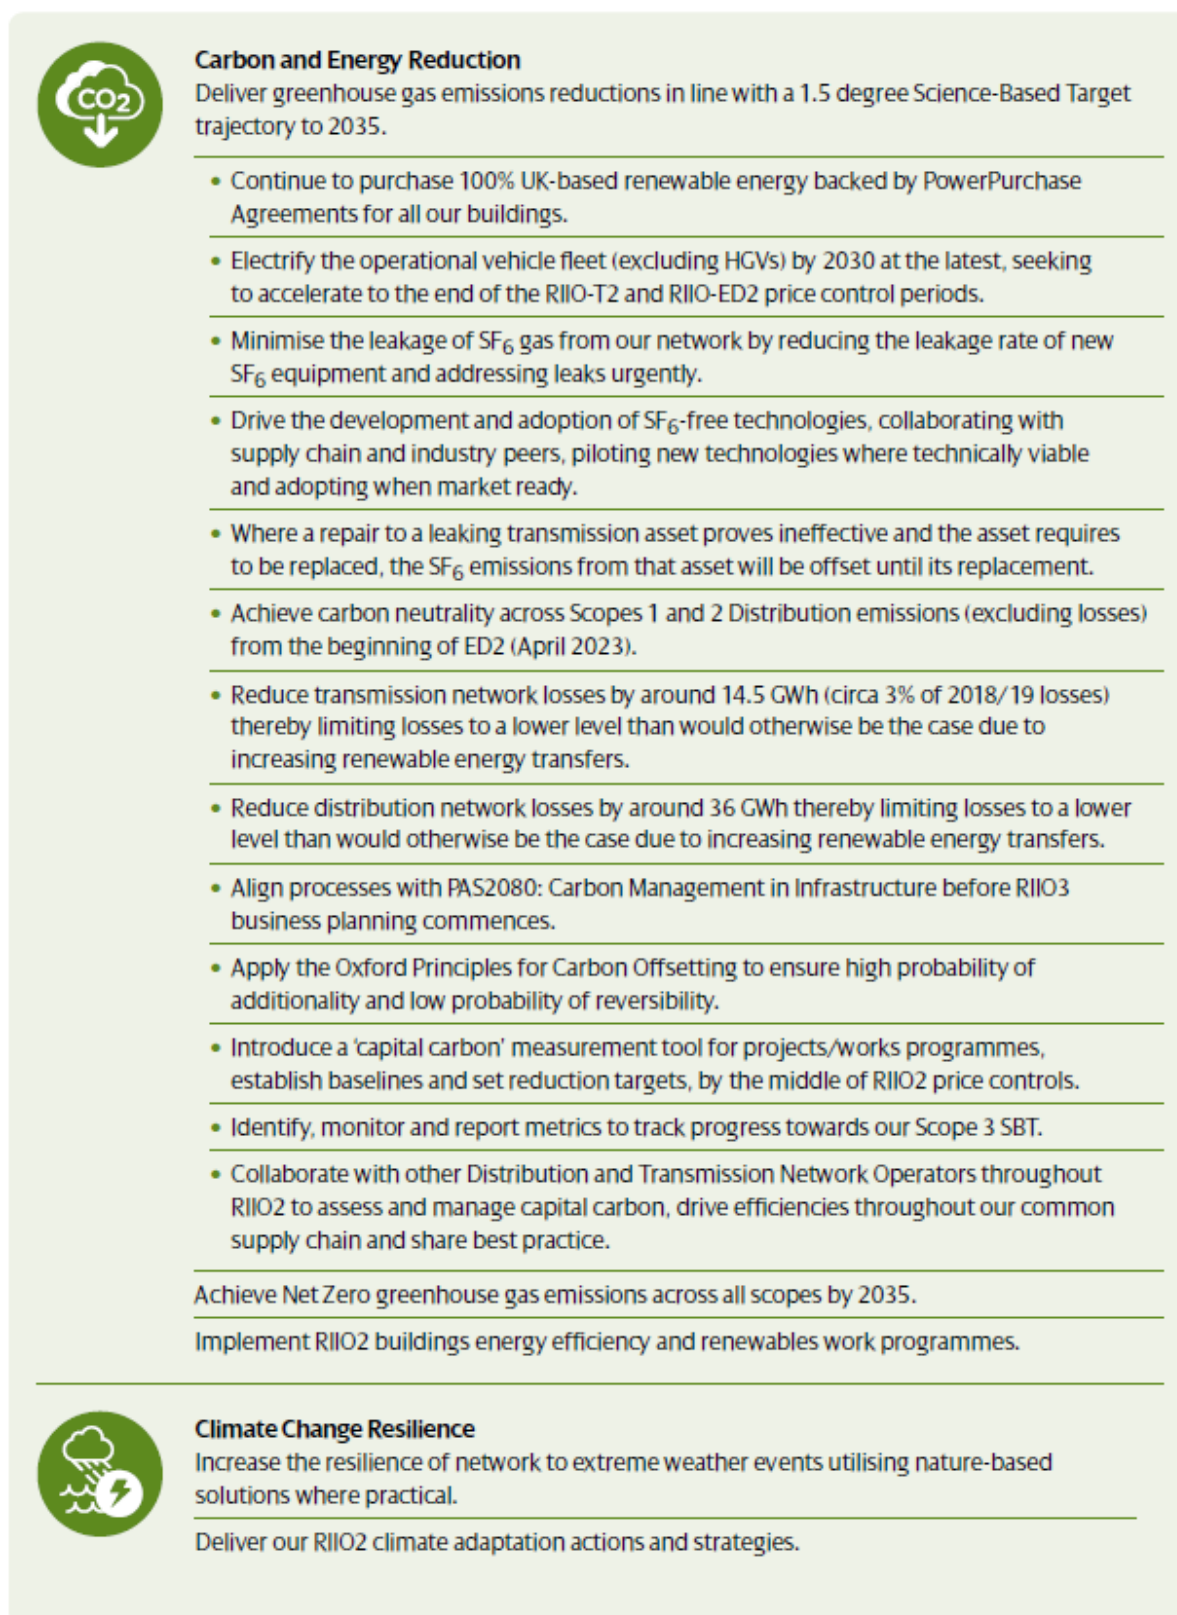 CO2
Carbon and Energy Reduction
Deliver greenhouse gas emissions reductions in line with a 1.5 degree Science-Based Target
trajectory to 2035.
• Continue to purchase 100% UK-based renewable energy backed by PowerPurchase
Agreements for all our buildings.
• Electrify the operational vehicle fleet (excluding HGVs) by 2030 at the latest, seeking
to accelerate to the end of the RIIO-T2 and RIIO-ED2 price control periods.
• Minimise the leakage of SF6 gas from our network by reducing the leakage rate of new
SF6 equipment and addressing leaks urgently.
• Drive the development and adoption of SF6-free technologies, collaborating with
supply chain and industry peers, piloting new technologies where technically viable
and adopting when market ready.
• Where a repair to a leaking transmission asset proves ineffective and the asset requires
to be replaced, the SF6 emissions from that asset will be offset until its replacement.
• Achieve carbon neutrality across Scopes 1 and 2 Distribution emissions (excluding losses)
from the beginning of ED2 (April 2023).
• Reduce transmission network losses by around 14.5 GWh (circa 3% of 2018/19 losses)
thereby limiting losses to a lower level than would otherwise be the case due to
increasing renewable energy transfers.
• Reduce distribution network losses by around 36 GWh thereby limiting losses to a lower
level than would otherwise be the case due to increasing renewable energy transfers.
• Align processes with PAS2080: Carbon Management in Infrastructure before RIIO3
business planning commences.
• Apply the Oxford Principles for Carbon Offsetting to ensure high probability of
additionality and low probability of reversibility.
• Introduce a ‘capital carbon’ measurement tool for projects/works programmes,
establish baselines and set reduction targets, by the middle of RIIO2 price controls.
• Identify, monitor and report metrics to track progress towards our Scope 3 SBT.
• Collaborate with other Distribution and Transmission Network Operators throughout
RIIO2 to assess and manage capital carbon, drive efficiencies throughout our common
supply chain and share best practice.
Achieve Net Zero greenhouse gas emissions across all scopes by 2035.
Implement RIIO2 buildings energy efficiency and renewables work programmes.
Climate Change Resilience
Increase the resilience of network to extreme weather events utilising nature-based
solutions where practical.
Deliver our RIIO2 climate adaptation actions and strategies.